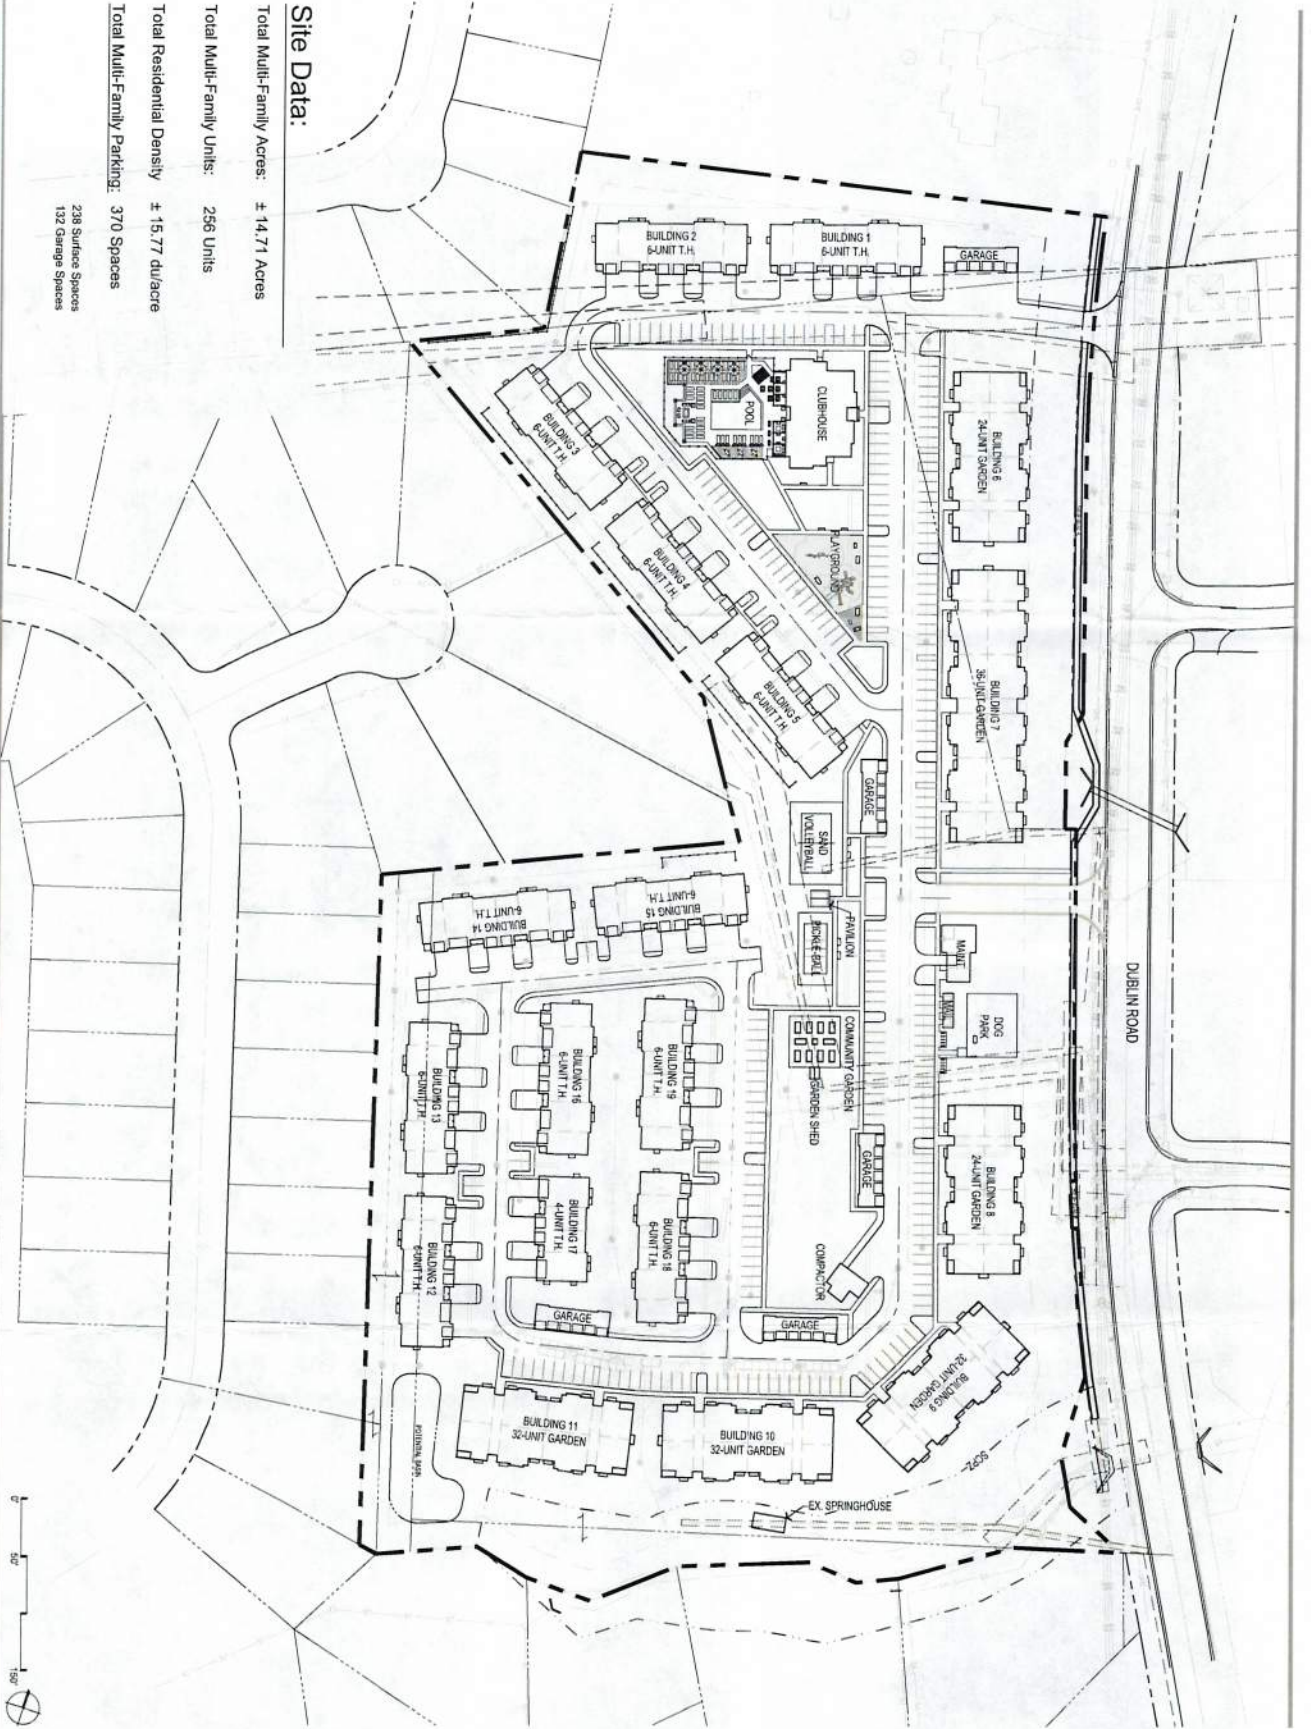 Site Data:
Total Multi-Family Acres: ± 14.71 Acres
Total Multi-Family Units: 256 Units
Total Residential Density ± 15.77 du/acre
Total Multi-Family Parking: 370 Spaces
238 Surface Spaces
132 Garage Spaces
BUILDING 2
6-UNIT T.H.
BUILDING 1
6-UNIT T.H.
GARAGE
CLUBHOUSE
POOL
BUILDING 3
6-UNIT T.H.
BUILDING 4
6-UNIT T.H.
BUILDING 5
6-UNIT T.H.
PLAYGROUND
BUILDING 6
24-UNIT GARDEN
BUILDING 7
36-UNIT GARDEN
GARAGE
SAND
VOLLEYBALL
PAVILION
PICKLE-BALL
MAINT.
MAIL
DOG
PARK
DUBLIN ROAD
COMMUNITY GARDEN
GARDEN SHED
GARAGE
BUILDING 8
24-UNIT GARDEN
COMPACTOR
GARAGE
BUILDING 9
32-UNIT GARDEN
BUILDING 10
32-UNIT GARDEN
BUILDING 11
32-UNIT GARDEN
BUILDING 12
6-UNIT T.H.
BUILDING 13
6-UNIT T.H.
BUILDING 14
6-UNIT T.H.
BUILDING 15
6-UNIT T.H.
BUILDING 16
6-UNIT T.H.
BUILDING 17
4-UNIT T.H.
BUILDING 18
6-UNIT T.H.
BUILDING 19
6-UNIT T.H.
GARAGE
POTENTIAL BASIN
EX. SPRINGHOUSE
SCPZ
0' 50' 150'